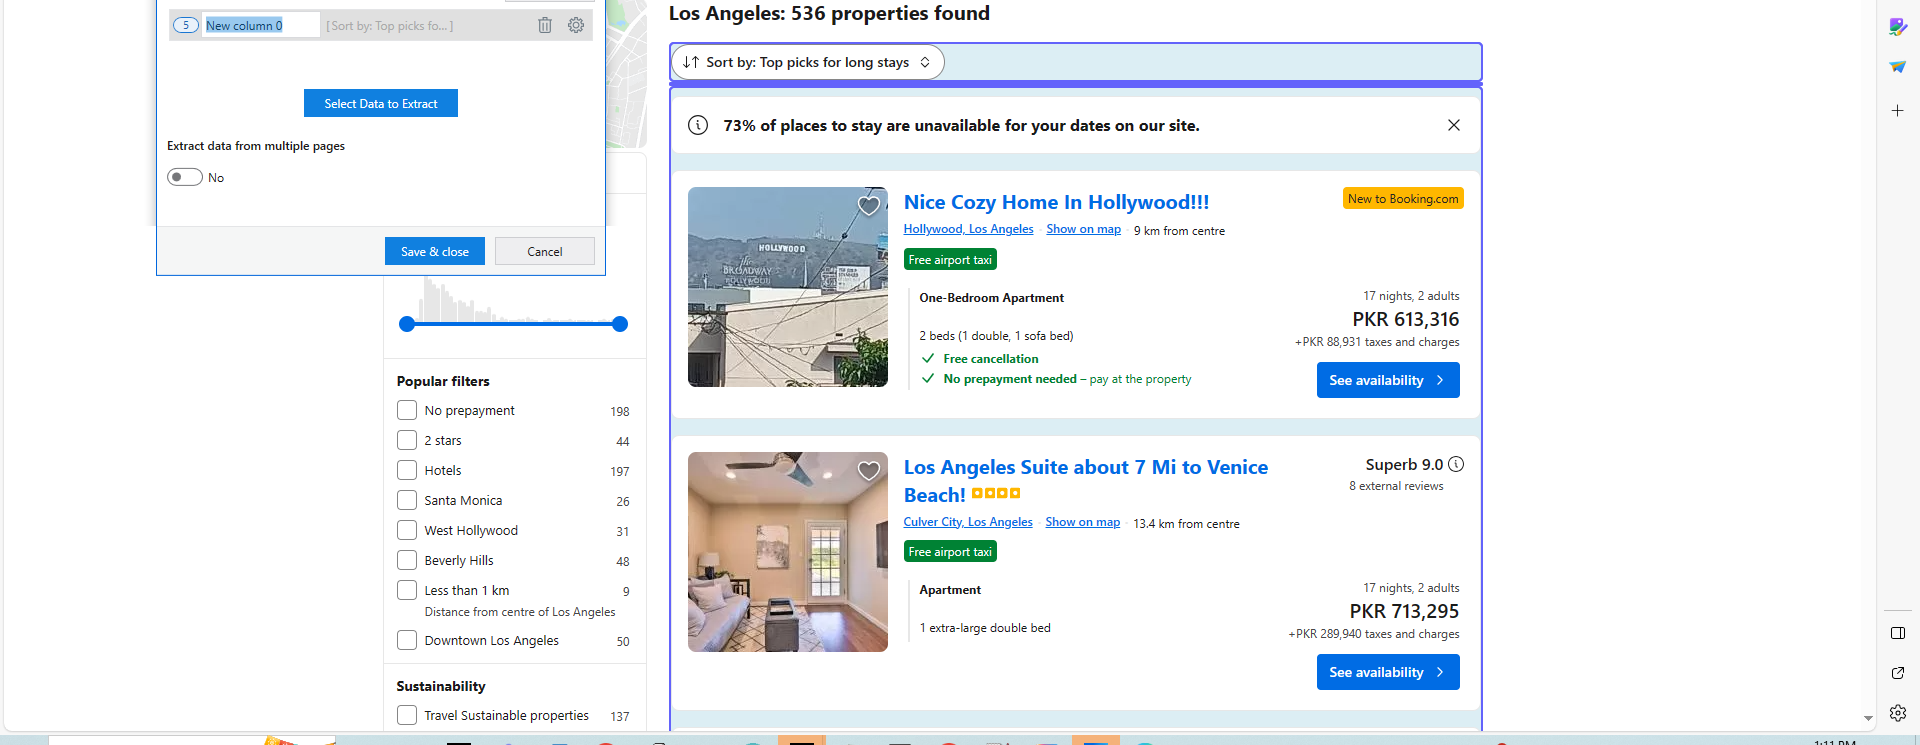 5 New column 0 [Sort by: Top picks fo... ]
Select Data to Extract
Extract data from multiple pages
No
Save & close Cancel
Popular filters
No prepayment 198
2 stars 44
Hotels 197
Santa Monica 26
West Hollywood 31
Beverly Hills 48
Less than 1 km 9
Distance from centre of Los Angeles
Downtown Los Angeles 50
Sustainability
Travel Sustainable properties 137
Los Angeles: 536 properties found
Sort by: Top picks for long stays
73% of places to stay are unavailable for your dates on our site.
HOLLYWOOD
the
BROADWAY
HOLLYWOOD
Nice Cozy Home In Hollywood!!!
New to Booking.com
Hollywood, Los Angeles Show on map 9 km from centre
Free airport taxi
One-Bedroom Apartment
2 beds (1 double, 1 sofa bed)
Free cancellation
No prepayment needed – pay at the property
17 nights, 2 adults
PKR 613,316
+PKR 88,931 taxes and charges
See availability
Los Angeles Suite about 7 Mi to Venice
Beach!
Superb 9.0
8 external reviews
Culver City, Los Angeles Show on map 13.4 km from centre
Free airport taxi
Apartment
1 extra-large double bed
17 nights, 2 adults
PKR 713,295
+PKR 289,940 taxes and charges
See availability
1:11 PM